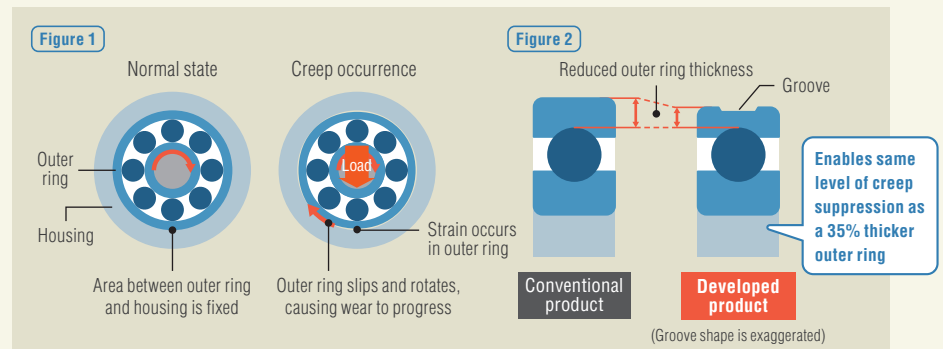 Figure 1
Normal state
Creep occurrence
Outer
ring
Housing
Load
Strain occurs
in outer ring
Area between outer ring
and housing is fixed
Outer ring slips and rotates,
causing wear to progress
Figure 2
Reduced outer ring thickness
Groove
Enables same
level of creep
suppression as
a 35% thicker
outer ring
Conventional
product
Developed
product
(Groove shape is exaggerated)